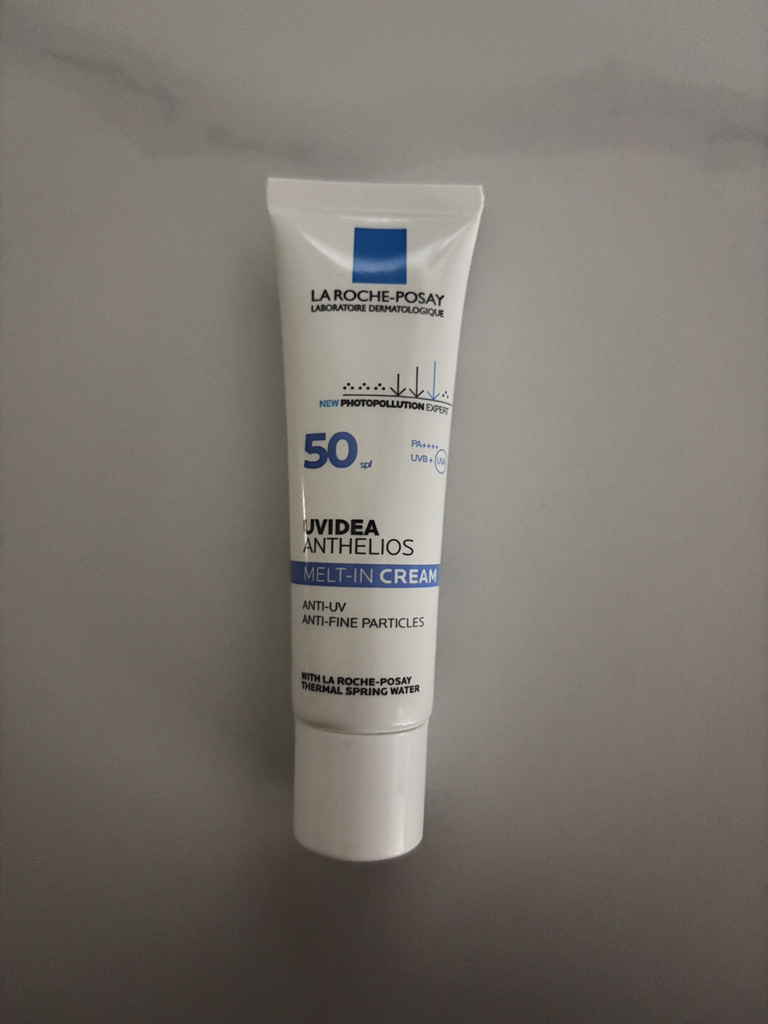 LA ROCHE-POSAY
LABORATOIRE DERMATOLOGIQUE
NEW PHOTOPOLLUTION EXPERT
50 spf
PA++++
UVB + UVA
UVIDEA
ANTHELIOS
MELT-IN CREAM
ANTI-UV
ANTI-FINE PARTICLES
WITH LA ROCHE-POSAY
THERMAL SPRING WATER